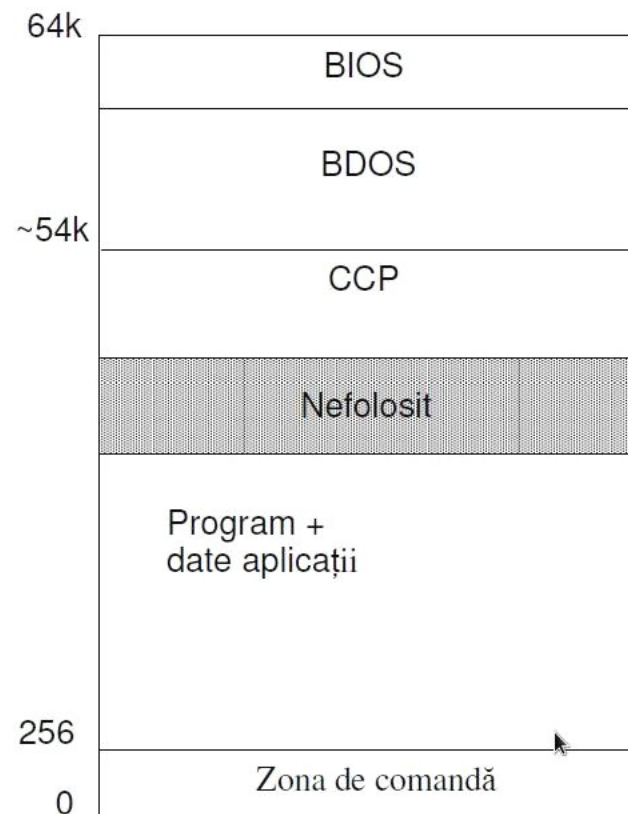 64k
BIOS
BDOS
~54k
CCP
Nefolosit
Program +
date aplicații
256
Zona de comandă
0